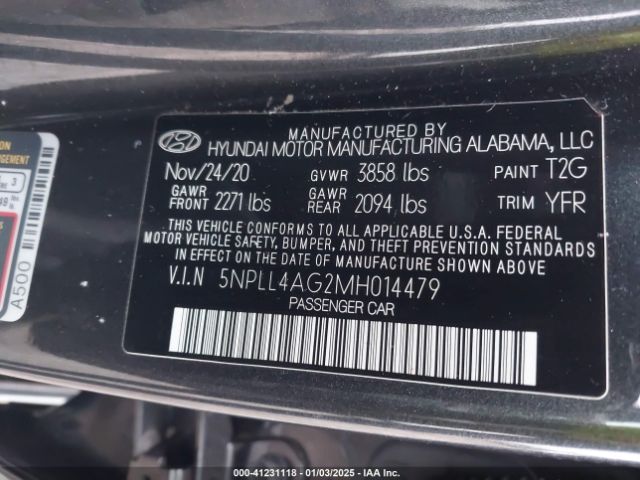 MANUFACTURED BY
HYUNDAI MOTOR MANUFACTURING ALABAMA, LLC
Nov/24/20 GVWR 3858 lbs PAINT T2G
GAWR FRONT 2271 lbs GAWR REAR 2094 lbs TRIM YFR
THIS VEHICLE CONFORMS TO ALL APPLICABLE U.S.A. FEDERAL
MOTOR VEHICLE SAFETY, BUMPER, AND THEFT PREVENTION STANDARDS
IN EFFECT ON THE DATE OF MANUFACTURE SHOWN ABOVE
V.I.N 5NPLL4AG2MH014479
PASSENGER CAR
A500
3
000-41231118 - 01/03/2025 - IAA Inc.